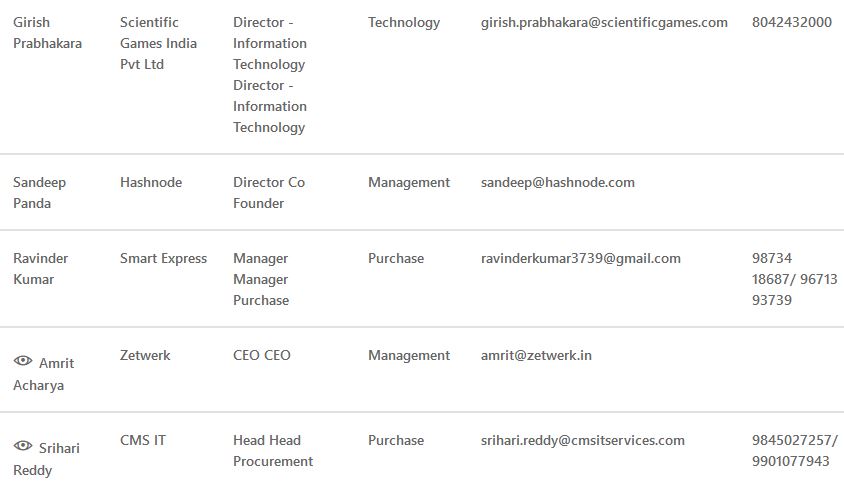 Girish Scientific Director - Technology girish.prabhakara@scientificgames.com 8042432000
Prabhakara Games India Information
Pvt Ltd Technology
Director -
Information
Technology
Sandeep Hashnode Director Co Management sandeep@hashnode.com
Panda Founder
Ravinder Smart Express Manager Purchase ravinderkumar3739@gmail.com 98734
Kumar Manager 18687/ 96713
Purchase 93739
Amrit Zetwerk CEO CEO Management amrit@zetwerk.in
Acharya
Srihari CMS IT Head Head Purchase srihari.reddy@cmsitservices.com 9845027257/
Reddy Procurement 9901077943